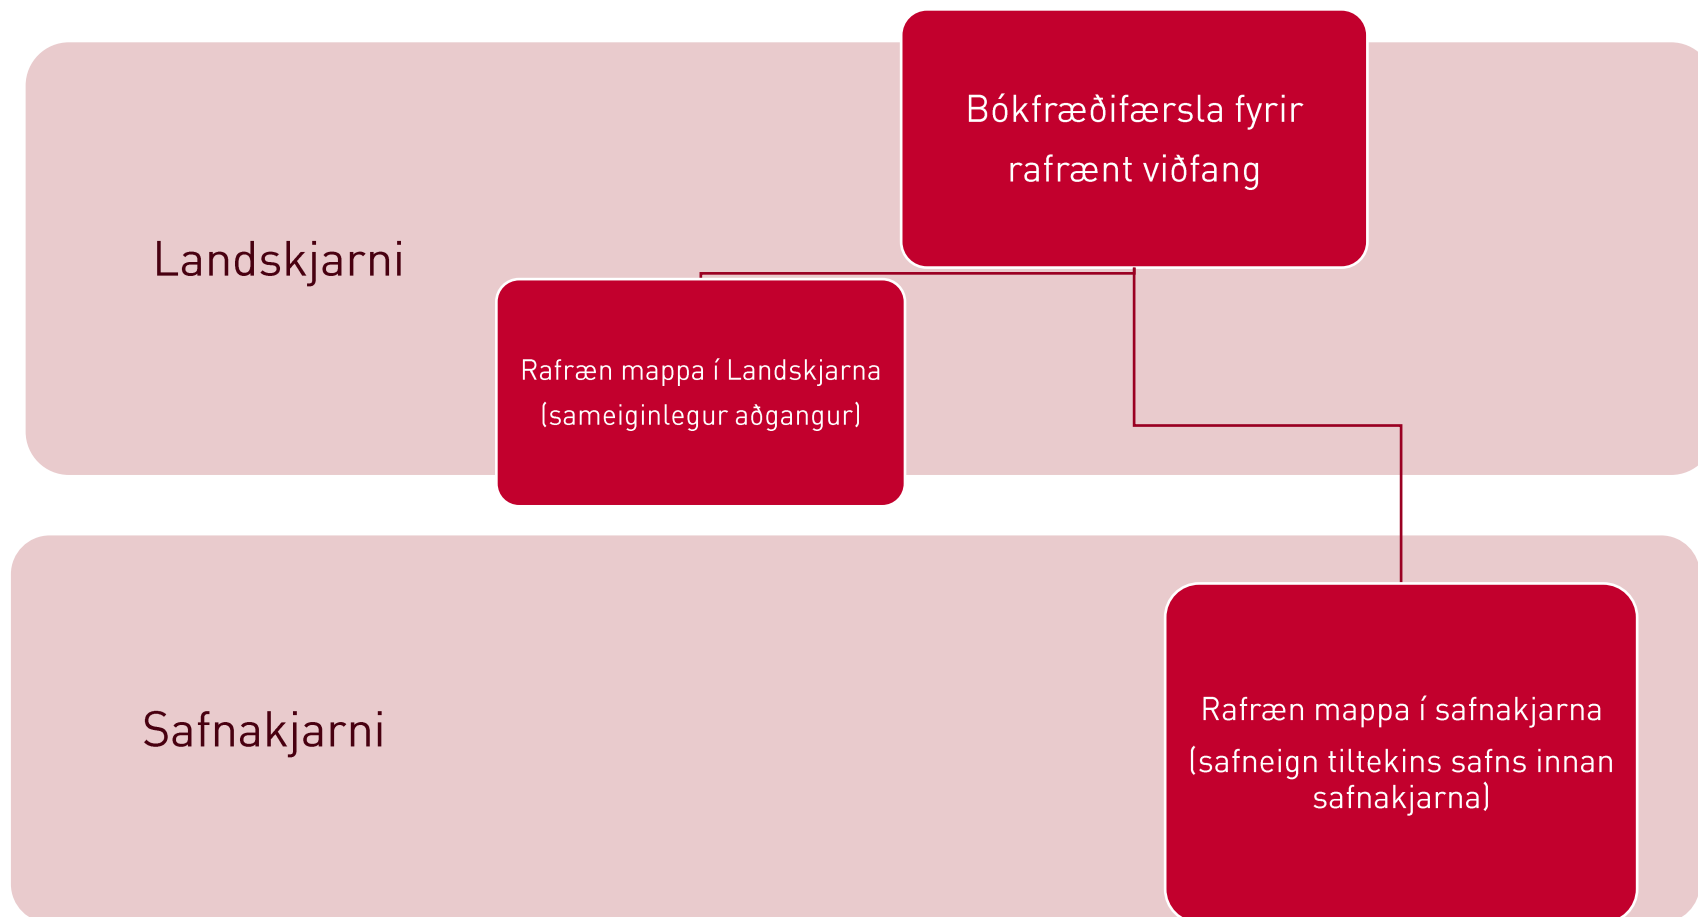 Bókfræðifærsla fyrir
rafrænt viðfang
Landskjarni
Rafræn mappa í Landskjarna
(sameiginlegur aðgangur)
Safnakjarni
Rafræn mappa í safnakjarna
(safneign tiltekins safns innan
safnakjarna)